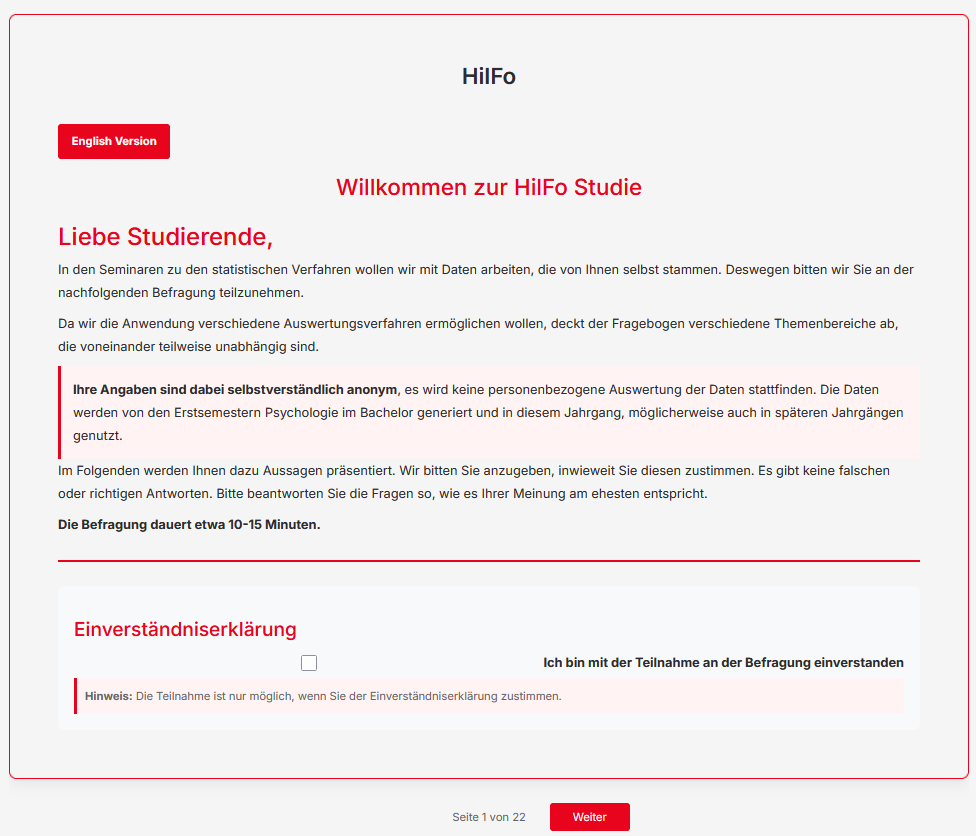 HilFo
English Version
Willkommen zur HilFo Studie
Liebe Studierende,
In den Seminaren zu den statistischen Verfahren wollen wir mit Daten arbeiten, die von Ihnen selbst stammen. Deswegen bitten wir Sie an der
nachfolgenden Befragung teilzunehmen.
Da wir die Anwendung verschiedene Auswertungsverfahren ermöglichen wollen, deckt der Fragebogen verschiedene Themenbereiche ab,
die voneinander teilweise unabhängig sind.
Ihre Angaben sind dabei selbstverständlich anonym, es wird keine personenbezogene Auswertung der Daten stattfinden. Die Daten
werden von den Erstsemestern Psychologie im Bachelor generiert und in diesem Jahrgang, möglicherweise auch in späteren Jahrgängen
genutzt.
Im Folgenden werden Ihnen dazu Aussagen präsentiert. Wir bitten Sie anzugeben, inwieweit Sie diesen zustimmen. Es gibt keine falschen
oder richtigen Antworten. Bitte beantworten Sie die Fragen so, wie es Ihrer Meinung am ehesten entspricht.
Die Befragung dauert etwa 10-15 Minuten.
Einverständniserklärung
Ich bin mit der Teilnahme an der Befragung einverstanden
Hinweis: Die Teilnahme ist nur möglich, wenn Sie der Einverständniserklärung zustimmen.
Seite 1 von 22
Weiter